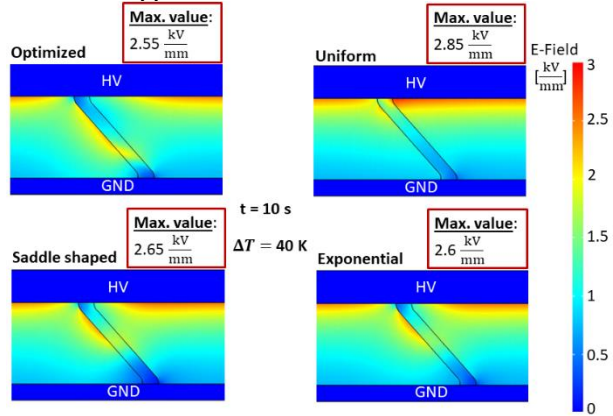 Optimized
Max. value:
2.55 kV/mm
HV
GND
Uniform
Max. value:
2.85 kV/mm
HV
GND
E-Field
[kV/mm]
3
2.5
2
1.5
1
0.5
0
t = 10 s
ΔT = 40 K
Saddle shaped
Max. value:
2.65 kV/mm
HV
GND
Exponential
Max. value:
2.6 kV/mm
HV
GND